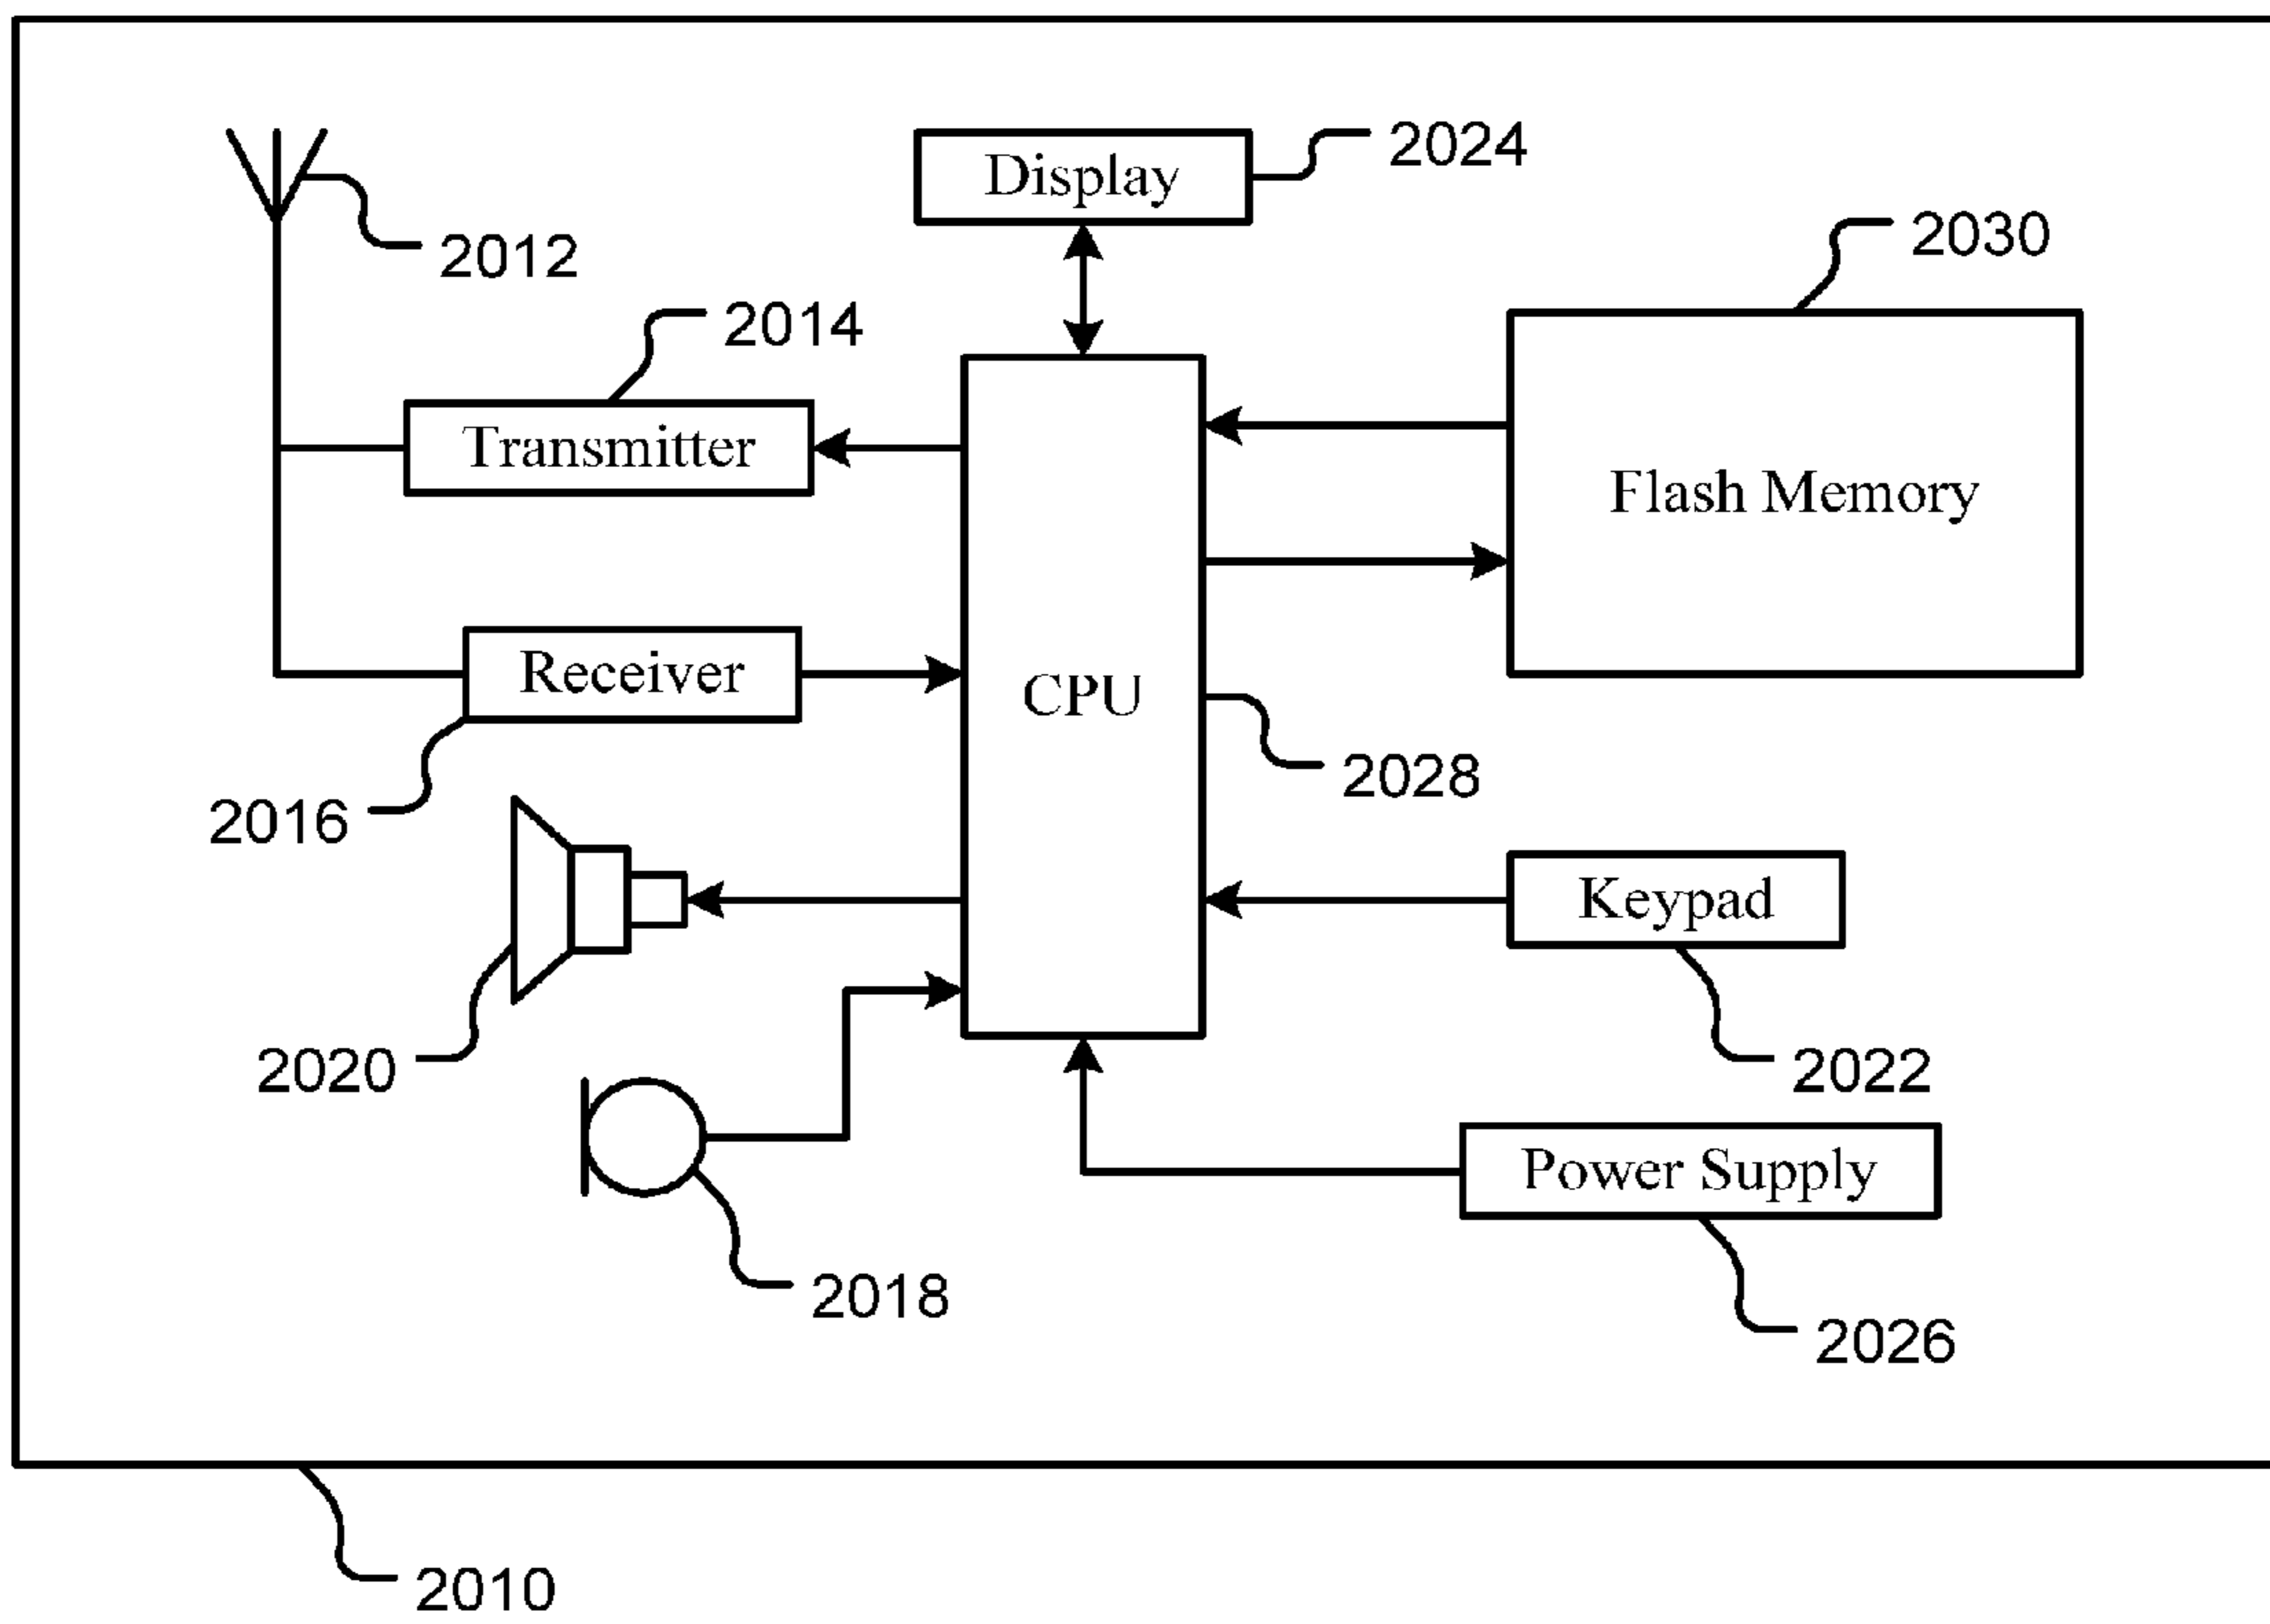 Display
2024
2030
2012
2014
Transmitter
Flash Memory
Receiver
CPU
2028
2016
Keypad
2020
2022
Power Supply
2018
2026
2010